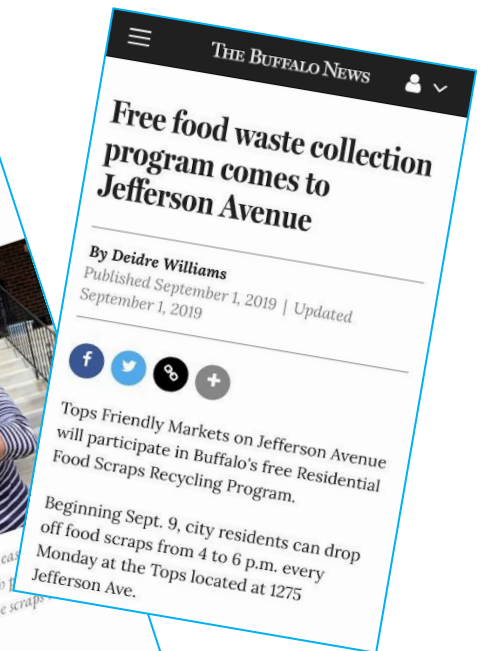 THE BUFFALO NEWS
Free food waste collection
program comes to
Jefferson Avenue
By Deidre Williams
Published September 1, 2019 | Updated
September 1, 2019
Tops Friendly Markets on Jefferson Avenue
will participate in Buffalo's free Residential
Food Scraps Recycling Program.
Beginning Sept. 9, city residents can drop
off food scraps from 4 to 6 p.m. every
Monday at the Tops located at 1275
Jefferson Ave.
scraps